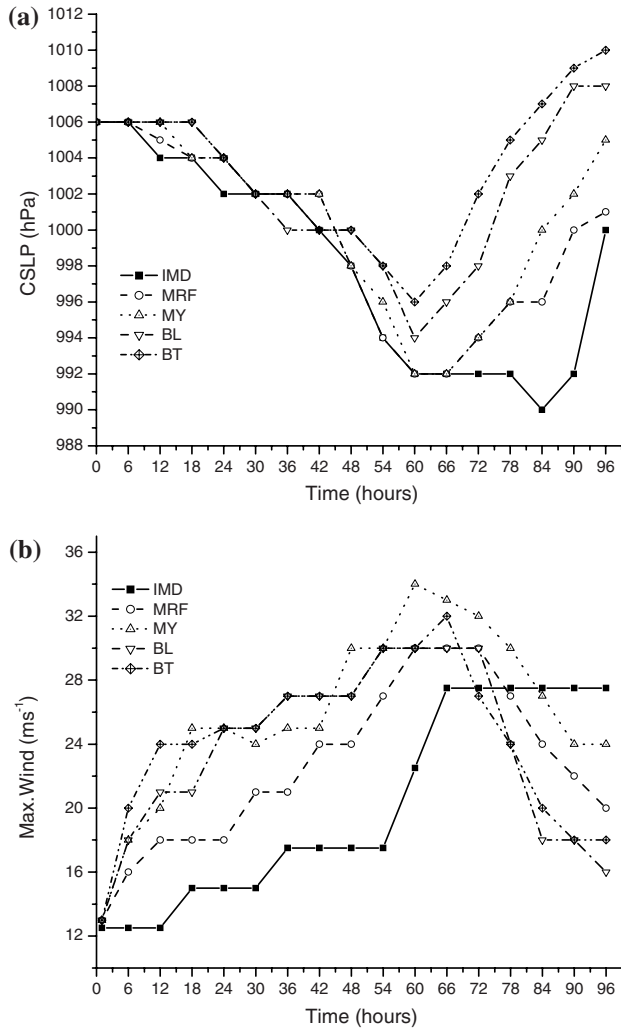 (a)
1012
1010
1008
1006
1004
1002
1000
998
996
994
992
990
988
CSLP (hPa)
IMD
MRF
MY
BL
BT
0 6 12 18 24 30 36 42 48 54 60 66 72 78 84 90 96
Time (hours)
(b)
36
32
28
24
20
16
12
Max.Wind (ms⁻¹)
IMD
MRF
MY
BL
BT
0 6 12 18 24 30 36 42 48 54 60 66 72 78 84 90 96
Time (hours)